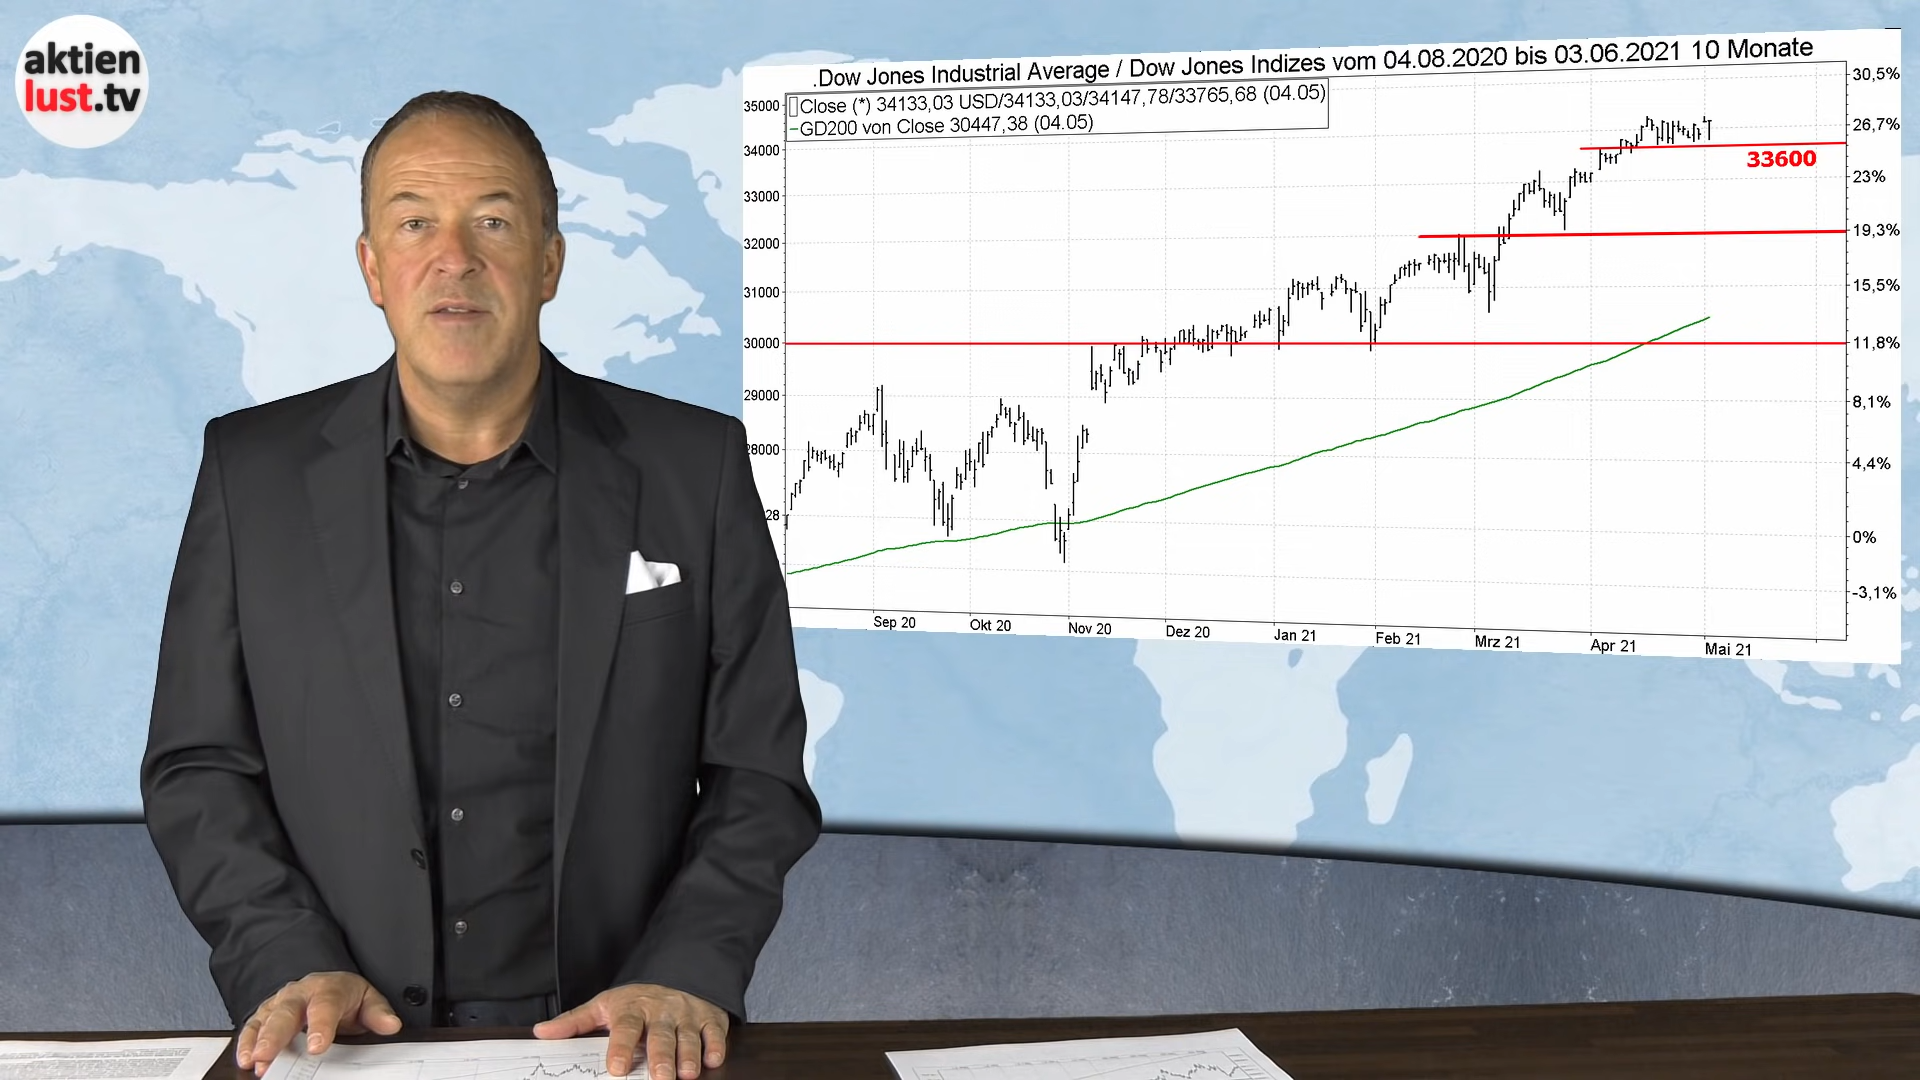 aktien
lust.tv
.Dow Jones Industrial Average / Dow Jones Indizes vom 04.08.2020 bis 03.06.2021 10 Monate
Close (*) 34133,03 USD/34133,03/34147,78/33765,68 (04.05)
GD200 von Close 30447,38 (04.05)
35000
34000
33000
32000
31000
30000
29000
28000
28
30,5%
26,7%
23%
19,3%
15,5%
11,8%
8,1%
4,4%
0%
-3,1%
33600
Sep 20
Okt 20
Nov 20
Dez 20
Jan 21
Feb 21
Mrz 21
Apr 21
Mai 21